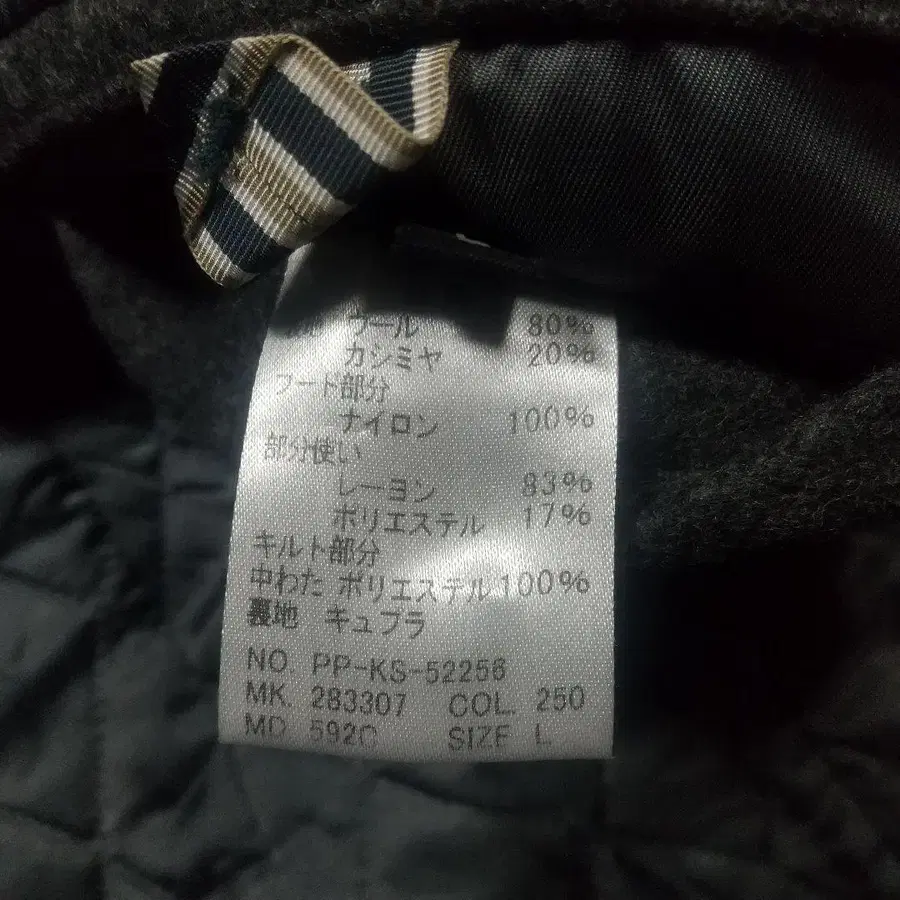 ウール 80%
カシミヤ 20%
フード部分
ナイロン 100%
部分使い
レーヨン 83%
ポリエステル 17%
キルト部分
中わた ポリエステル 100%
裏地 キュプラ
NO. PP-KS-52256
MK. 283307 COL. 250
MD. 592C SIZE L